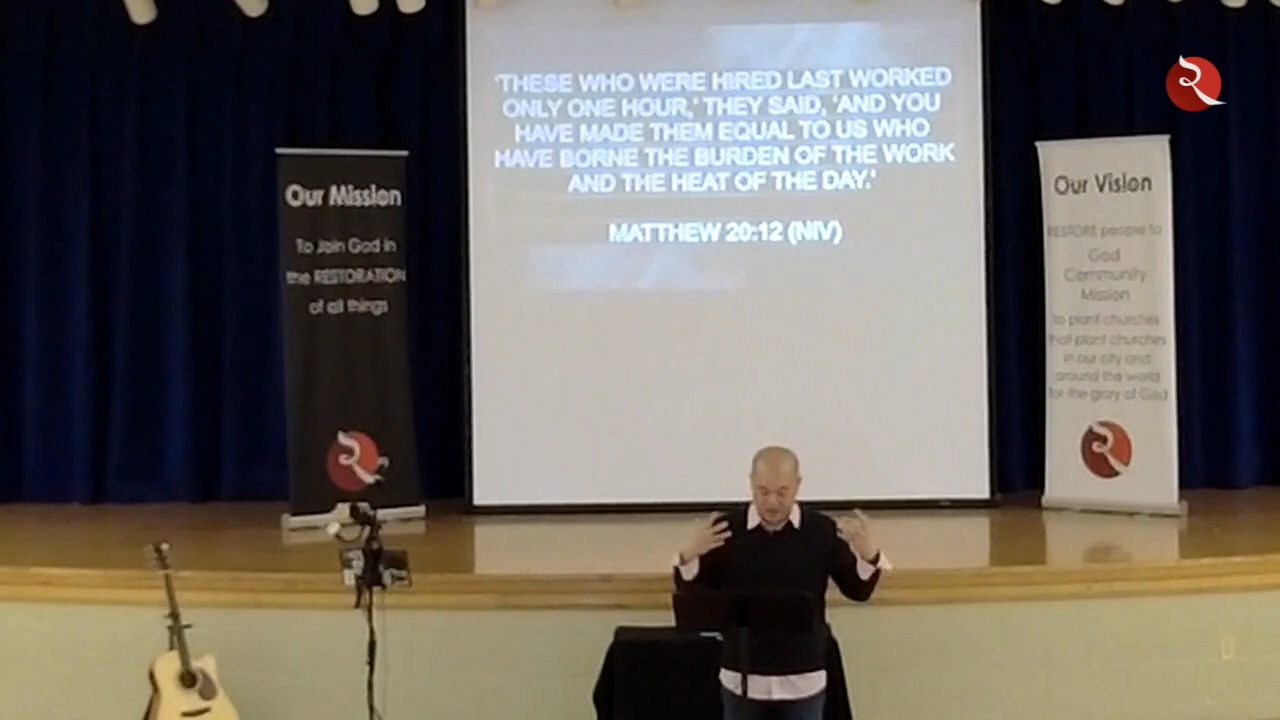 'THESE WHO WERE HIRED LAST WORKED
ONLY ONE HOUR,' THEY SAID, 'AND YOU
HAVE MADE THEM EQUAL TO US WHO
HAVE BORNE THE BURDEN OF THE WORK
AND THE HEAT OF THE DAY.'
MATTHEW 20:12 (NIV)
Our Mission
To Join God in
the RESTORATION
of all things
Our Vision
RESTORE people to
God
Community
Mission
to plant churches
that plant churches
in our city and
around the world
for the glory of God